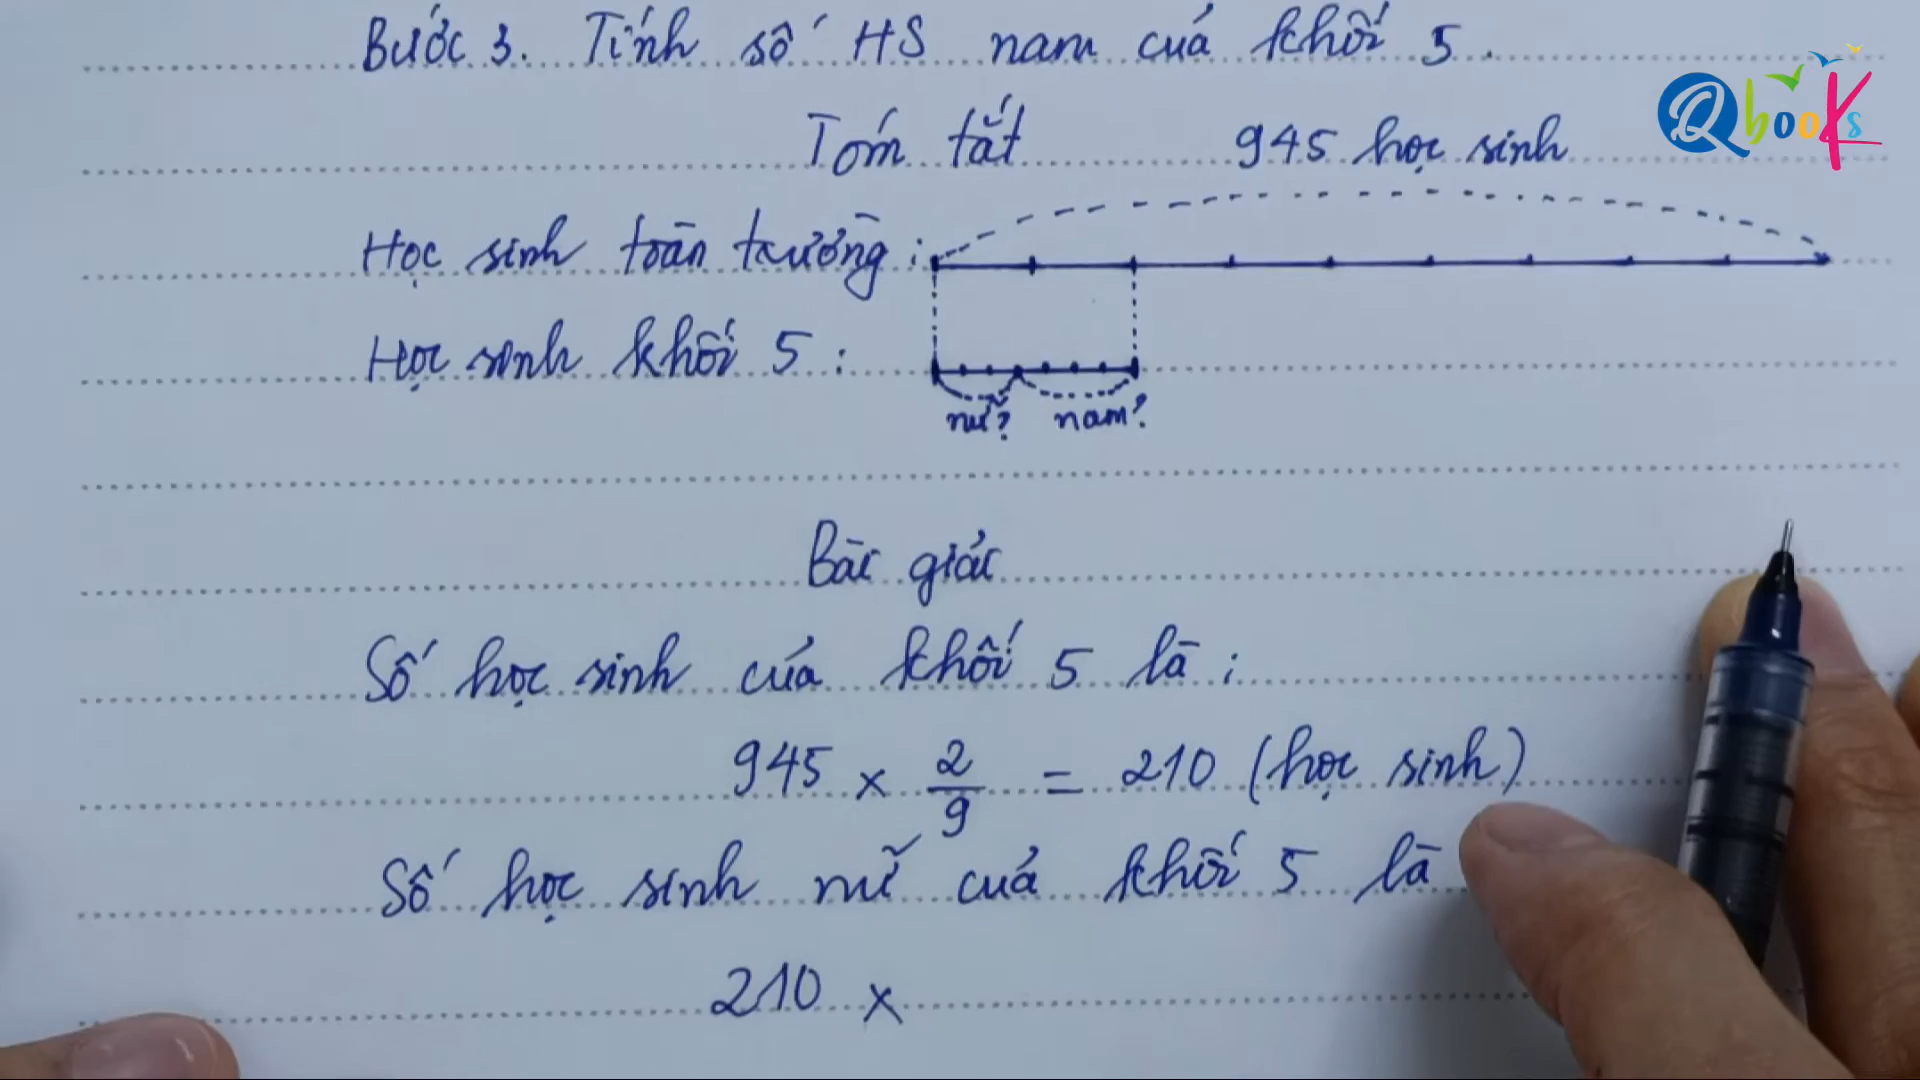 Bước 3. Tính số HS nam của khối 5.
Qbooks
Tóm tắt
945 học sinh
Học sinh toàn trường:
Học sinh khối 5:
nữ? nam?
Bài giải
Số học sinh của khối 5 là:
945 × 2/9 = 210 (học sinh)
Số học sinh nữ của khối 5 là
210 ×